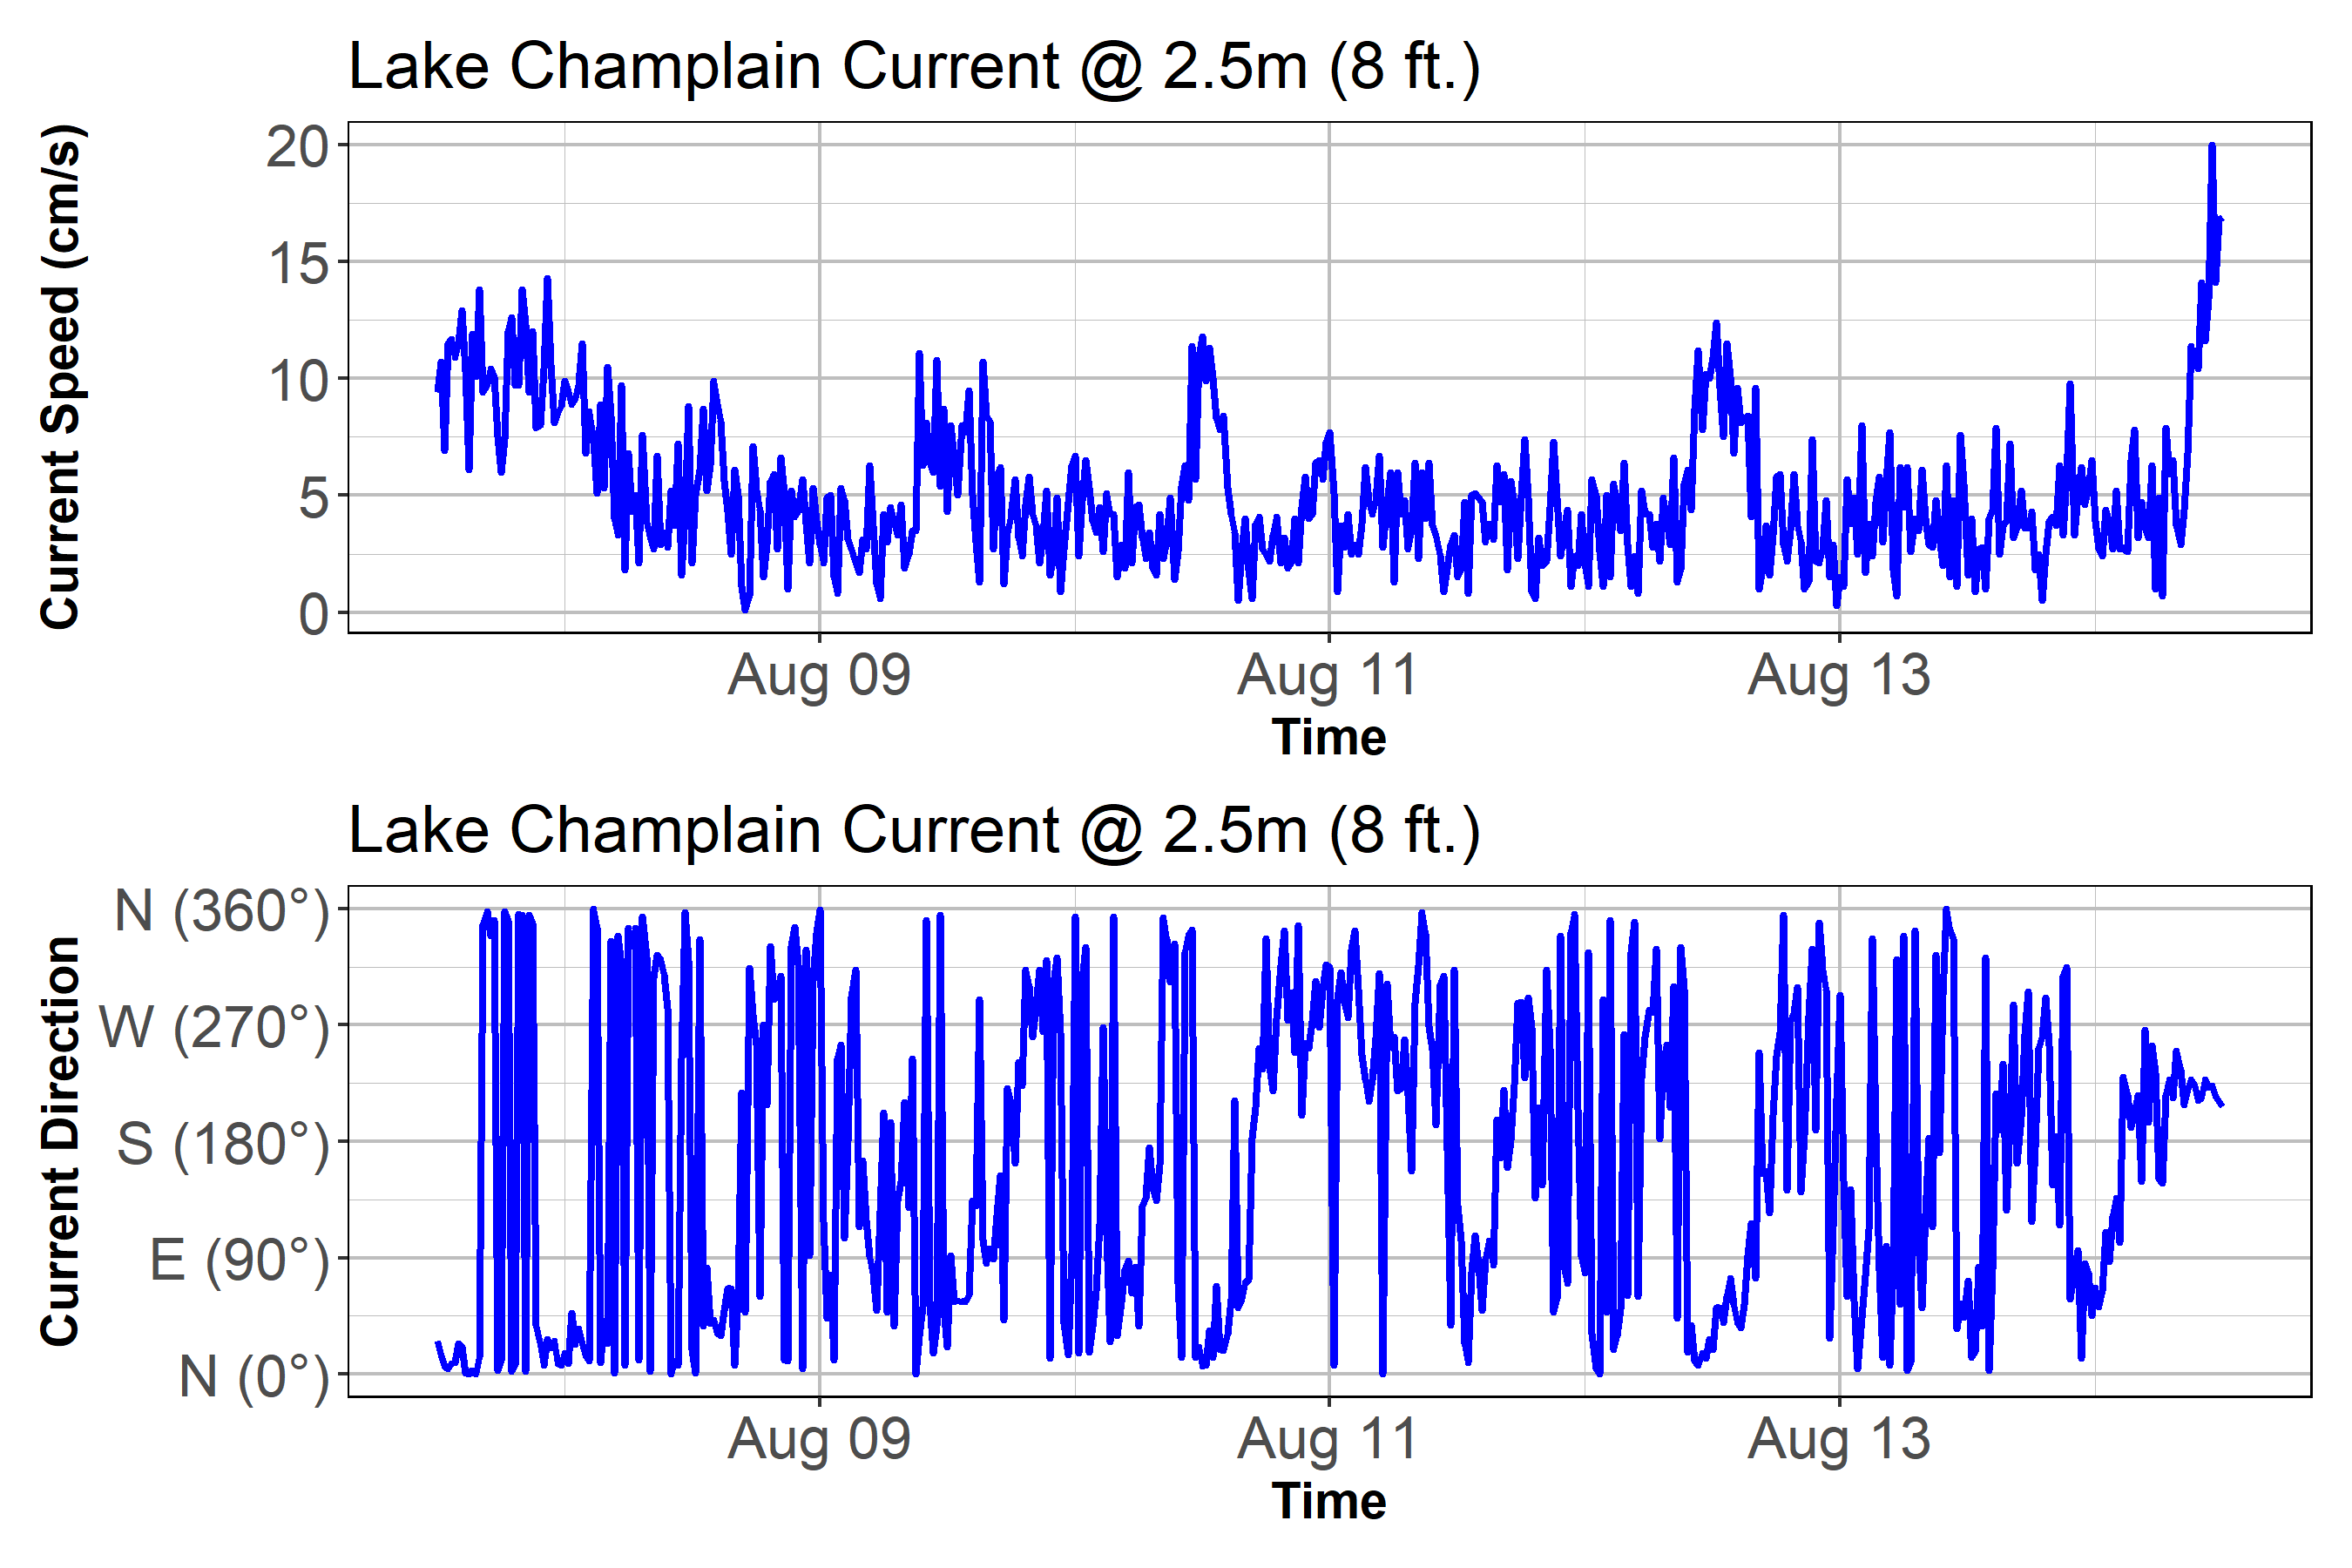 Lake Champlain Current @ 2.5m (8 ft.)
Current Speed (cm/s)
20
15
10
5
0
Aug 09 Aug 11 Aug 13
Time
Lake Champlain Current @ 2.5m (8 ft.)
Current Direction
N (360°)
W (270°)
S (180°)
E (90°)
N (0°)
Aug 09 Aug 11 Aug 13
Time